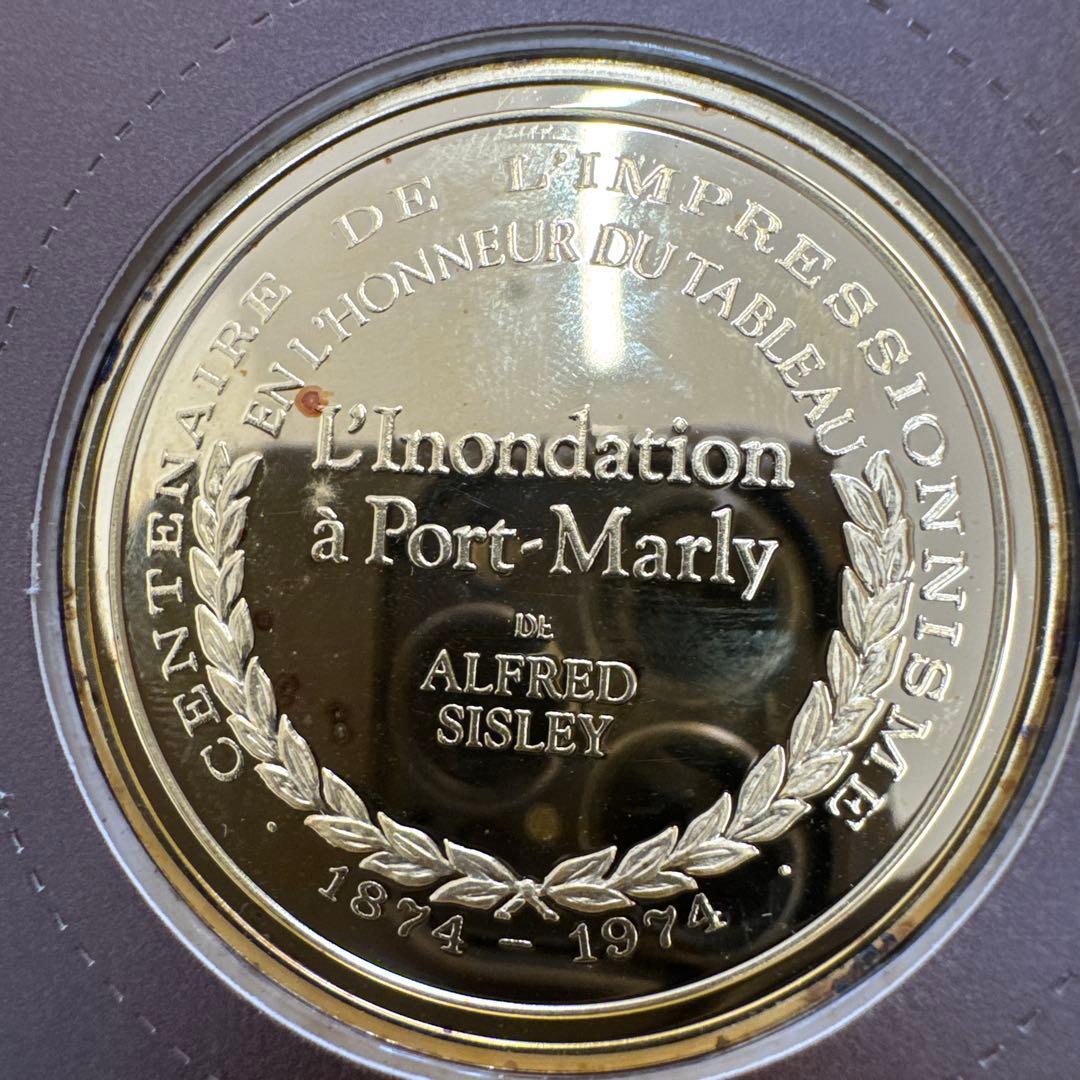 CENTENAIRE DE L'IMPRESSIONNISME
EN L'HONNEUR DU TABLEAU
L'Inondation
à Port-Marly
DE
ALFRED
SISLEY
1874 – 1974